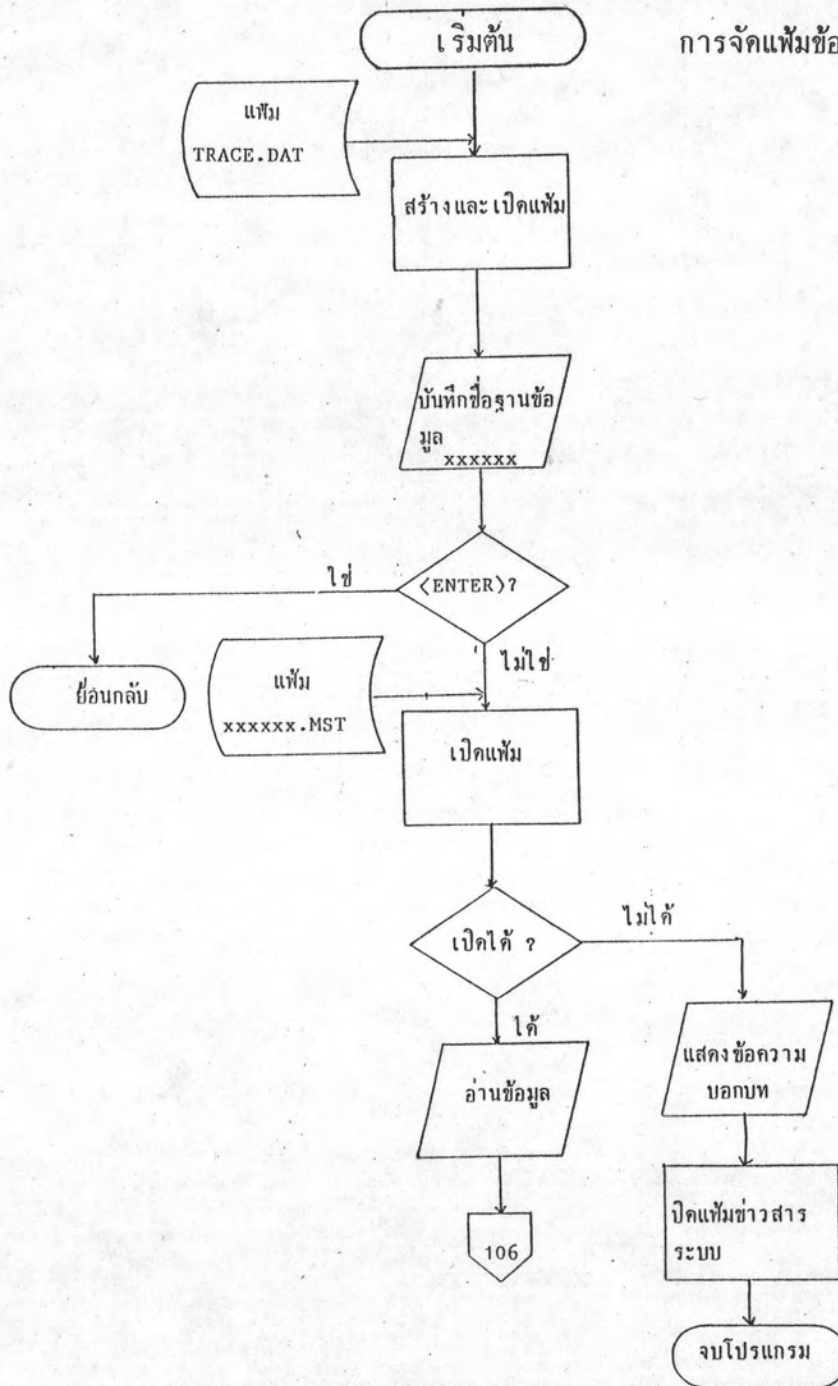 เริ่มต้น
การจัดแฟ้มข้อ
แฟ้ม
TRACE.DAT
สร้างและเปิดแฟ้ม
บันทึกชื่อฐานข้อ
มูล
xxxxxx
<ENTER>?
ใช่
ไม่ใช่
ย้อนกลับ
แฟ้ม
xxxxxx.MST
เปิดแฟ้ม
เปิดได้ ?
ไม่ได้
ได้
อ่านข้อมูล
แสดงข้อความ
บอกบท
106
ปิดแฟ้มข่าวสาร
ระบบ
จบโปรแกรม